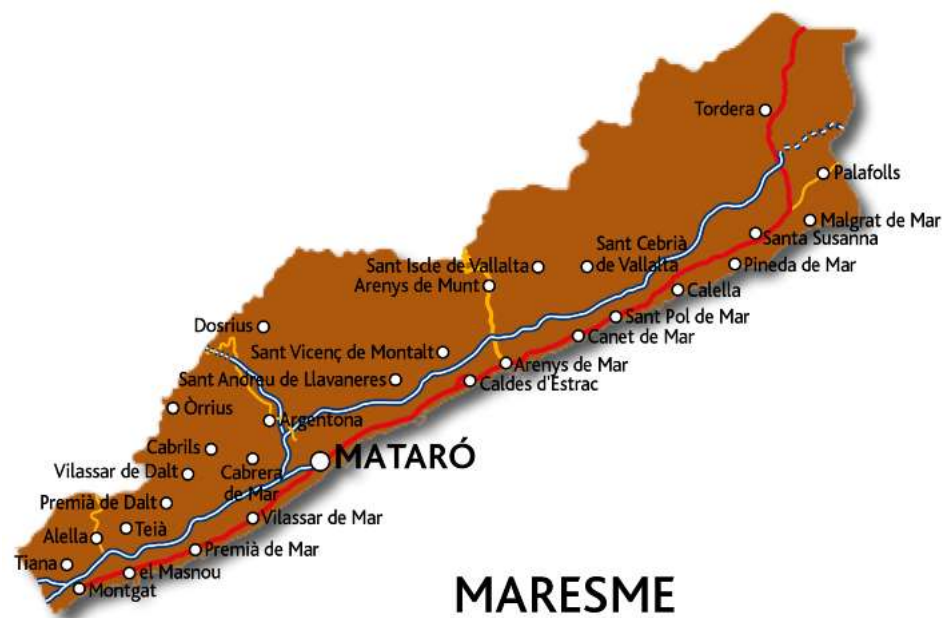 Tordera
Palafolls
Malgrat de Mar
Santa Susanna
Sant Cebrià
de Vallalta
Sant Iscle de Vallalta
Pineda de Mar
Arenys de Munt
Calella
Sant Pol de Mar
Dosrius
Canet de Mar
Sant Vicenç de Montalt
Arenys de Mar
Sant Andreu de Llavaneres
Caldes d'Estrac
Òrrius
Argentona
Cabrils
MATARÓ
Vilassar de Dalt
Cabrera
de Mar
Premià de Dalt
Vilassar de Mar
Teià
Alella
Premià de Mar
Tiana
el Masnou
Montgat
MARESME